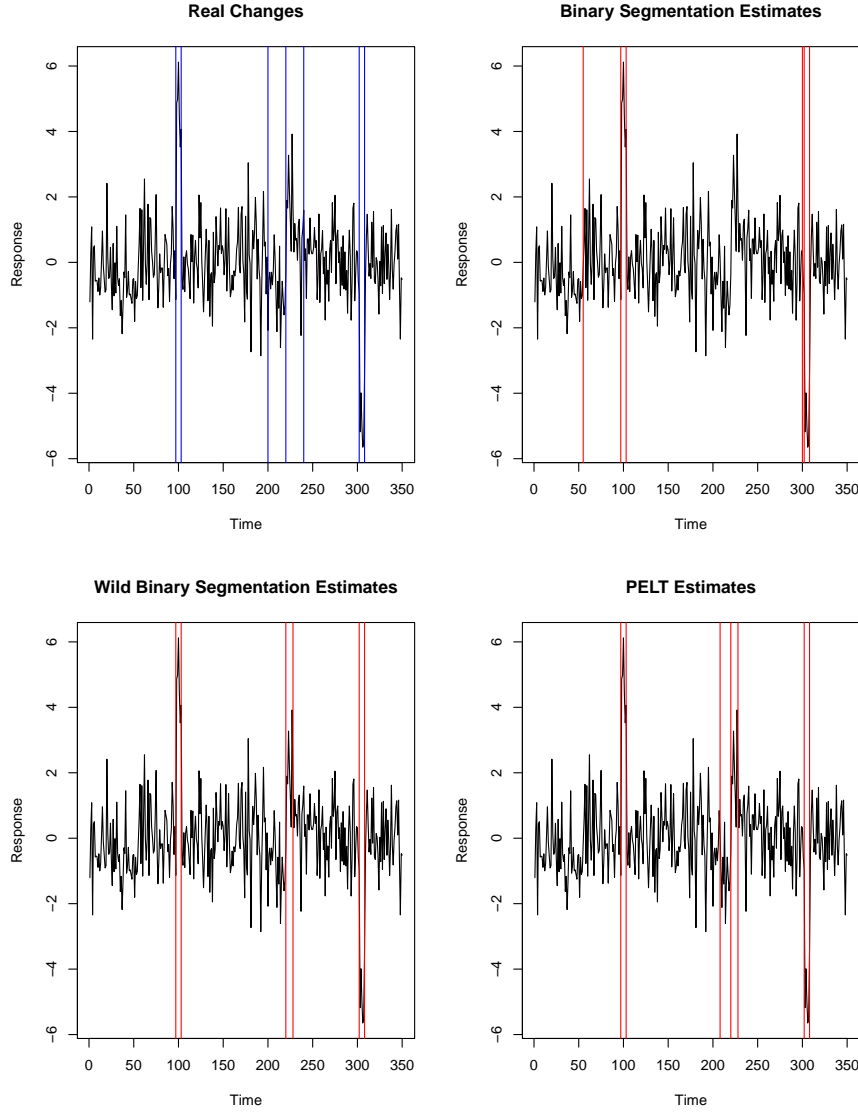 Real Changes
Response
6
4
2
0
−2
−4
−6
0 50 100 150 200 250 300 350
Time
Binary Segmentation Estimates
Response
6
4
2
0
−2
−4
−6
0 50 100 150 200 250 300 350
Time
Wild Binary Segmentation Estimates
Response
6
4
2
0
−2
−4
−6
0 50 100 150 200 250 300 350
Time
PELT Estimates
Response
6
4
2
0
−2
−4
−6
0 50 100 150 200 250 300 350
Time